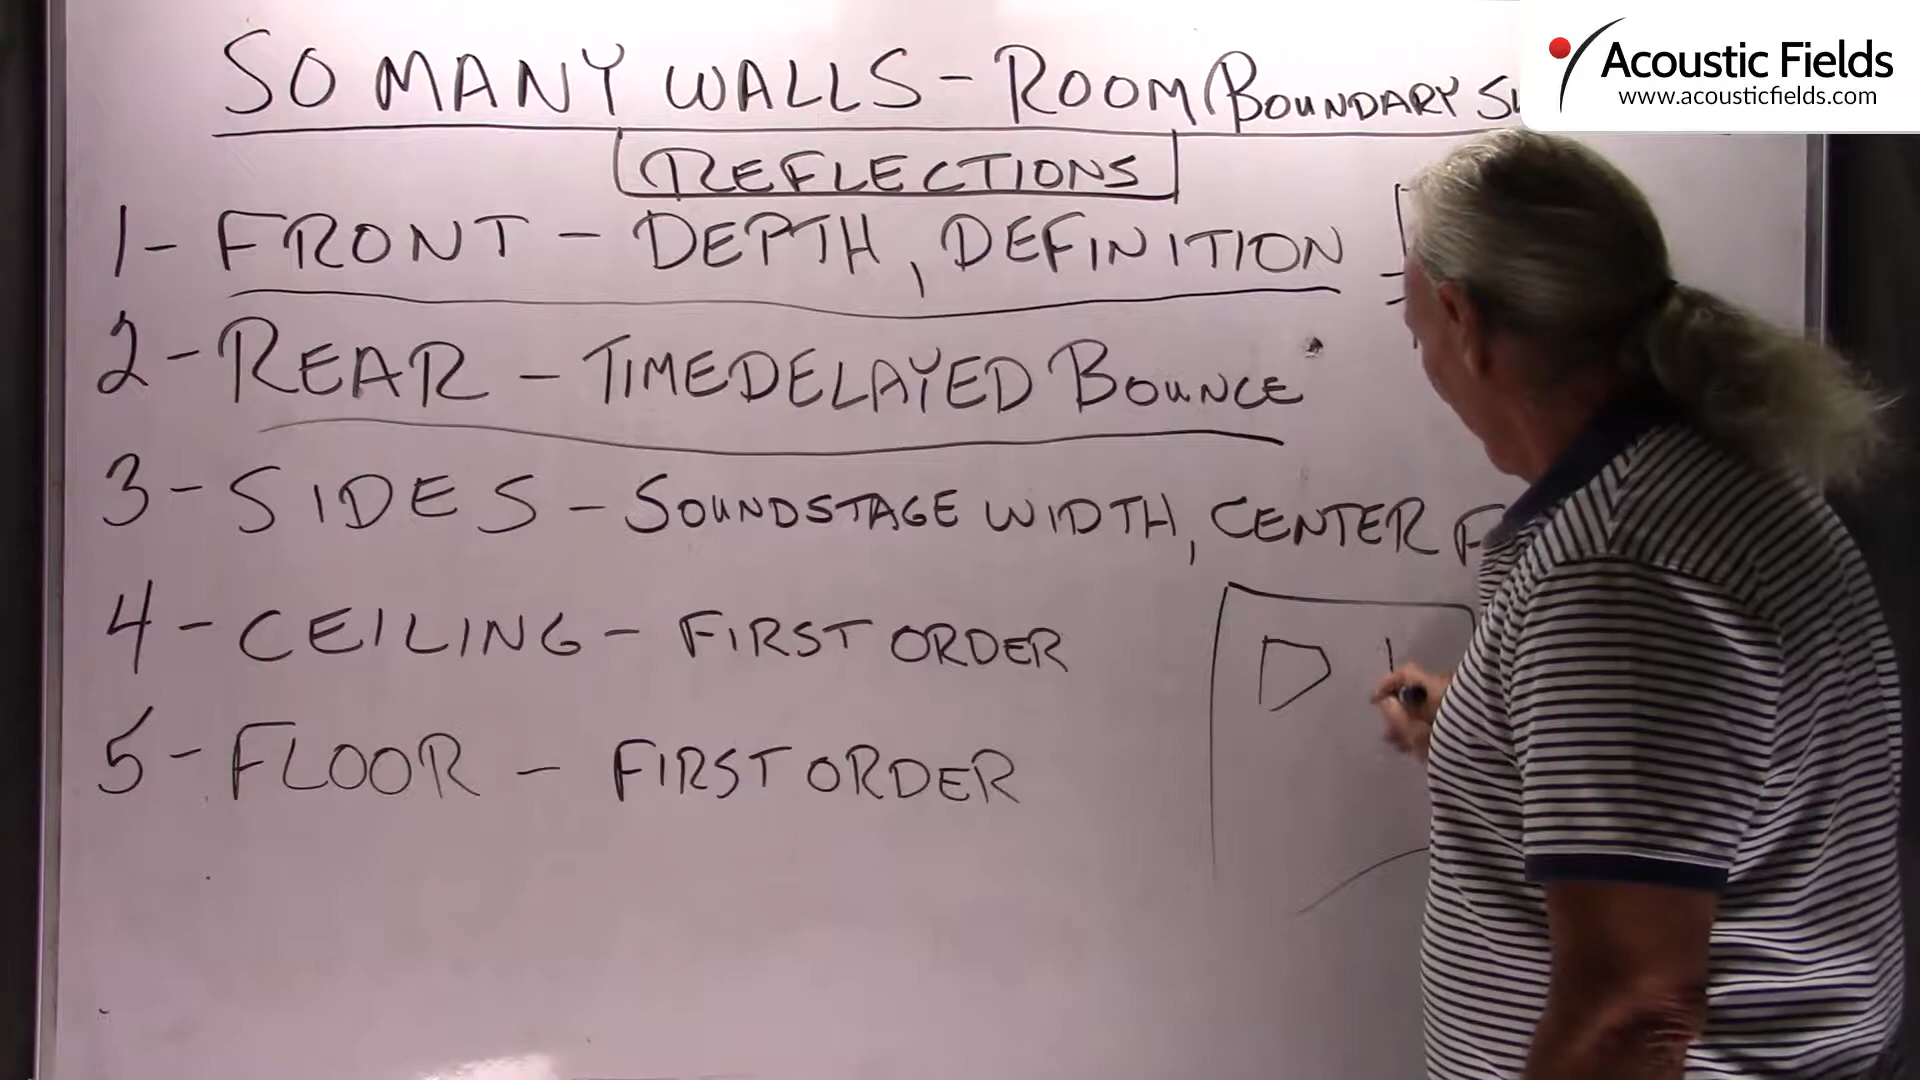 SO MANY WALLS - ROOM BOUNDARY
REFLECTIONS
1- FRONT - DEPTH, DEFINITION
2- REAR - TIMEDELAYED BOUNCE
3- SIDES - SOUNDSTAGE WIDTH, CENTER
4- CEILING - FIRST ORDER
5- FLOOR - FIRST ORDER
Acoustic Fields
www.acousticfields.com